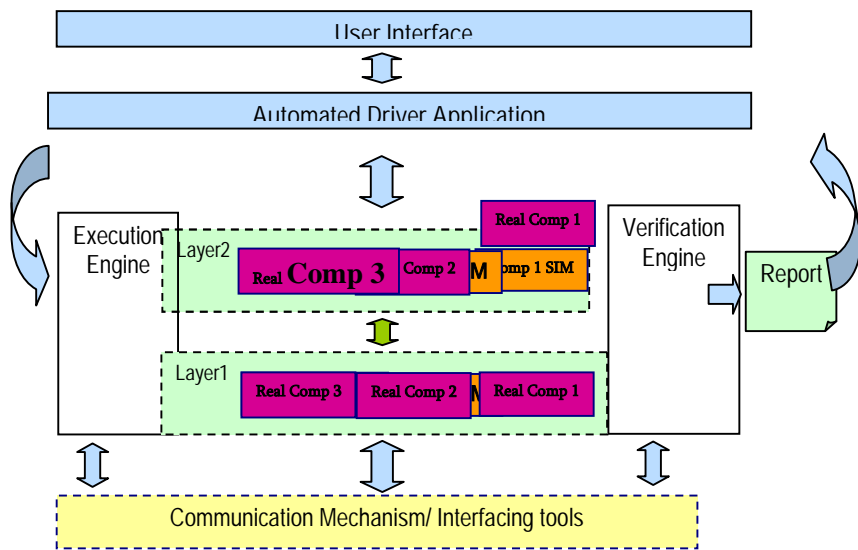 User Interface
Automated Driver Application
Real Comp 1
Execution
Engine
Verification
Engine
Layer2
Real Comp 3
Comp 2
M
omp 1 SIM
Report
Layer1
Real Comp 3
Real Comp 2
M
Real Comp 1
Communication Mechanism/ Interfacing tools